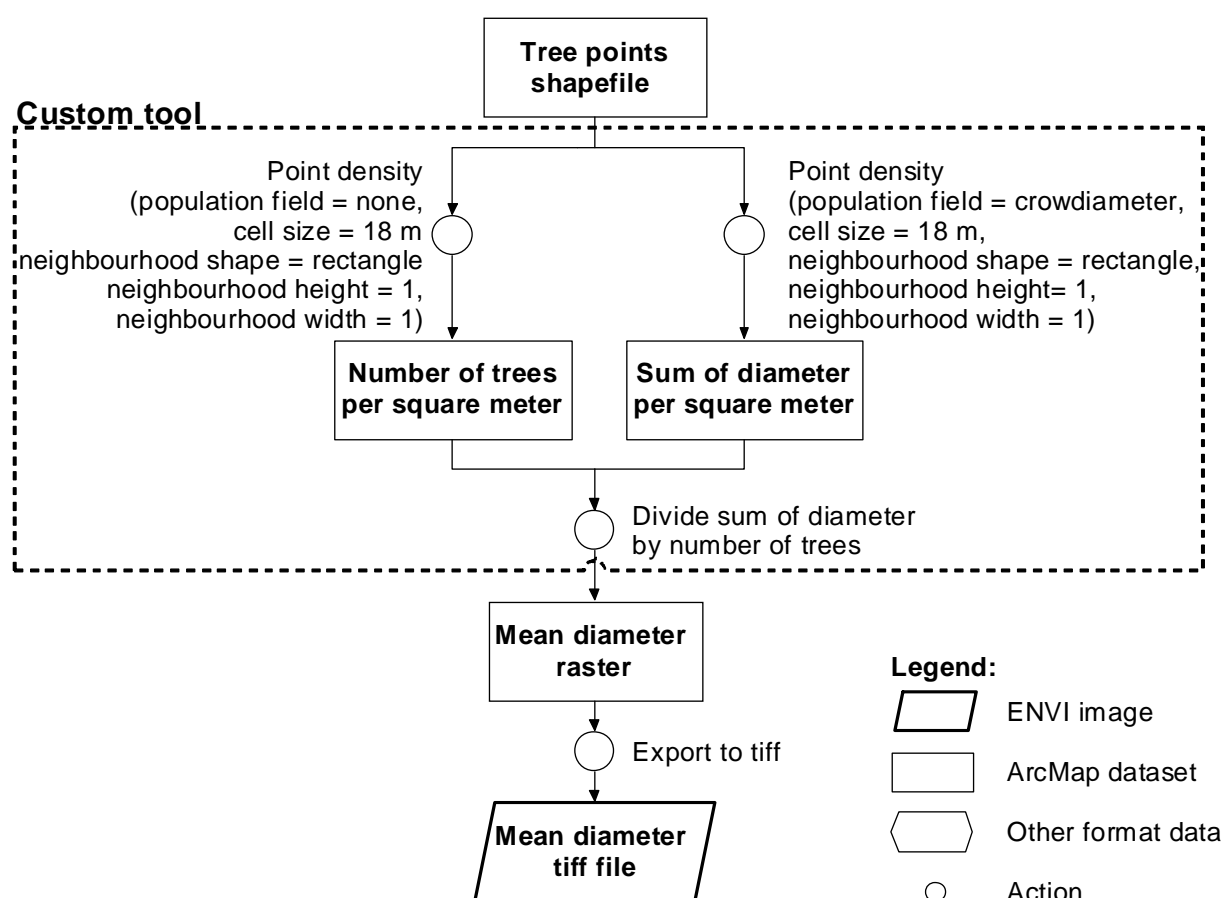 Tree points
shapefile
Custom tool
Point density
(population field = none,
cell size = 18 m
neighbourhood shape = rectangle
neighbourhood height = 1,
neighbourhood width = 1)
Point density
(population field = crowdiameter,
cell size = 18 m,
neighbourhood shape = rectangle,
neighbourhood height= 1,
neighbourhood width = 1)
Number of trees
per square meter
Sum of diameter
per square meter
Divide sum of diameter
by number of trees
Mean diameter
raster
Export to tiff
Mean diameter
tiff file
Legend:
ENVI image
ArcMap dataset
Other format data
Action